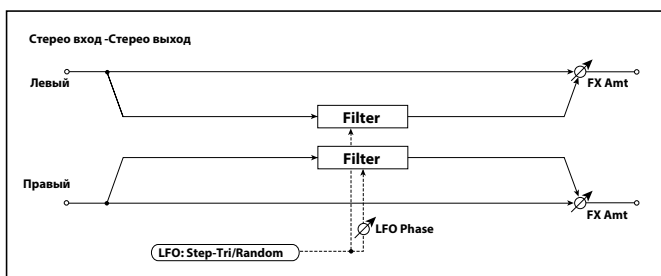 Стерео вход -Стерео выход
Левый
FX Amt
Filter
Filter
Правый
FX Amt
LFO Phase
LFO: Step-Tri/Random